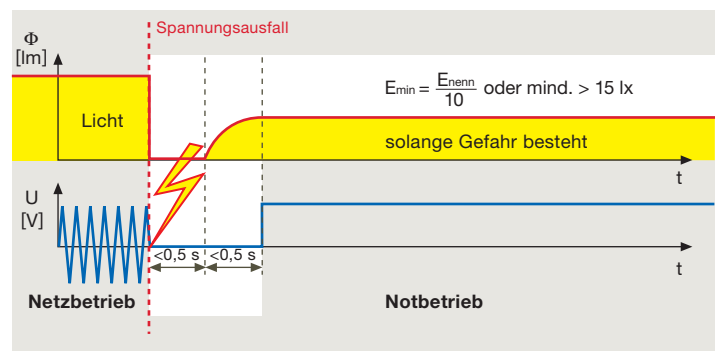 Spannungsausfall
Φ
[lm]
Emin = Enenn/10 oder mind. > 15 lx
Licht
solange Gefahr besteht
t
U
[V]
<0,5 s <0,5 s
t
Netzbetrieb
Notbetrieb